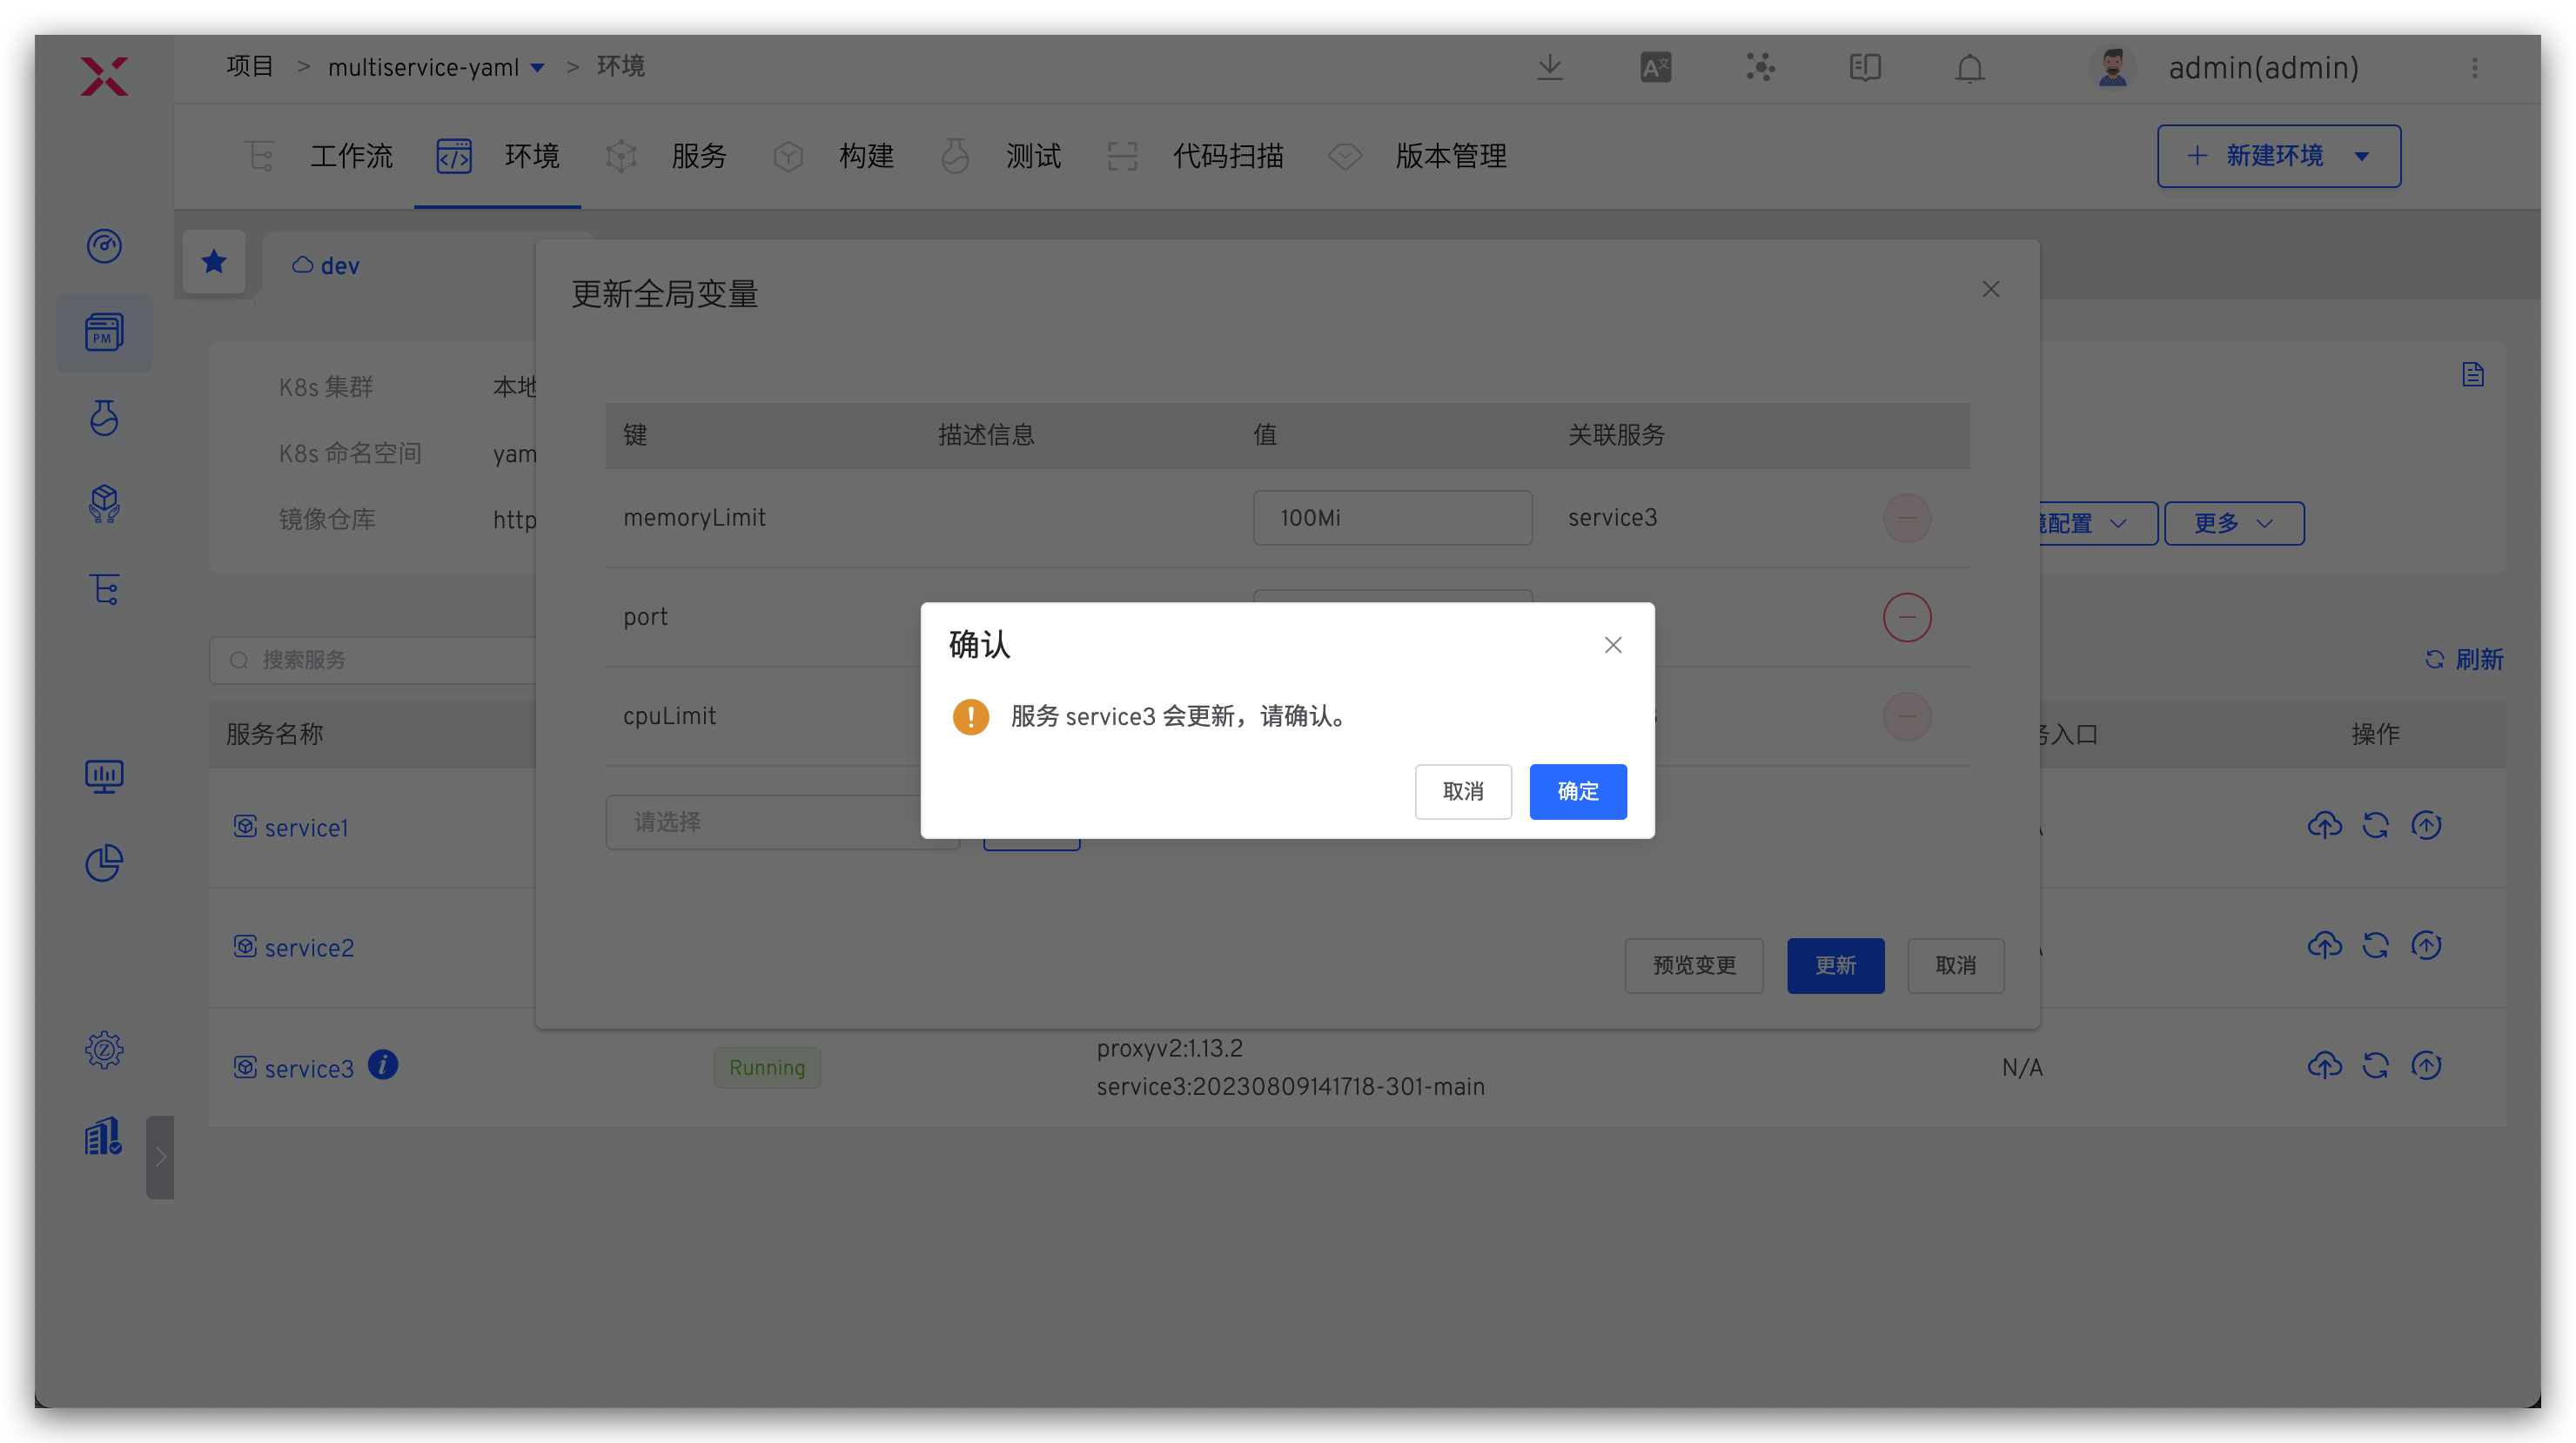 项目 > multiservice-yaml > 环境
admin(admin)
工作流 环境 服务 构建 测试 代码扫描 版本管理
+ 新建环境
PM
dev
更新全局变量
K8s 集群 本地
K8s 命名空间 yam
镜像仓库 http
键 描述信息 值 关联服务
memoryLimit 100Mi service3
配置 更多
port
搜索服务
刷新
cpuLimit
确认
服务 service3 会更新，请确认。
取消 确定
请选择
服务名称 入口 操作
service1
service2
预览变更 更新 取消
service3 Running
proxyv2:1.13.2
service3:20230809141718-301-main
N/A